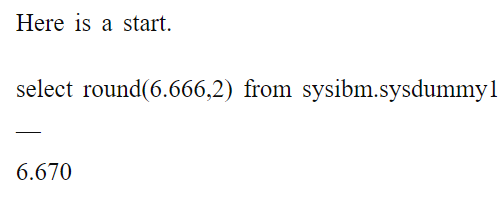 Here is a start.
select round(6.666,2) from sysibm.sysdummy1
—
6.670